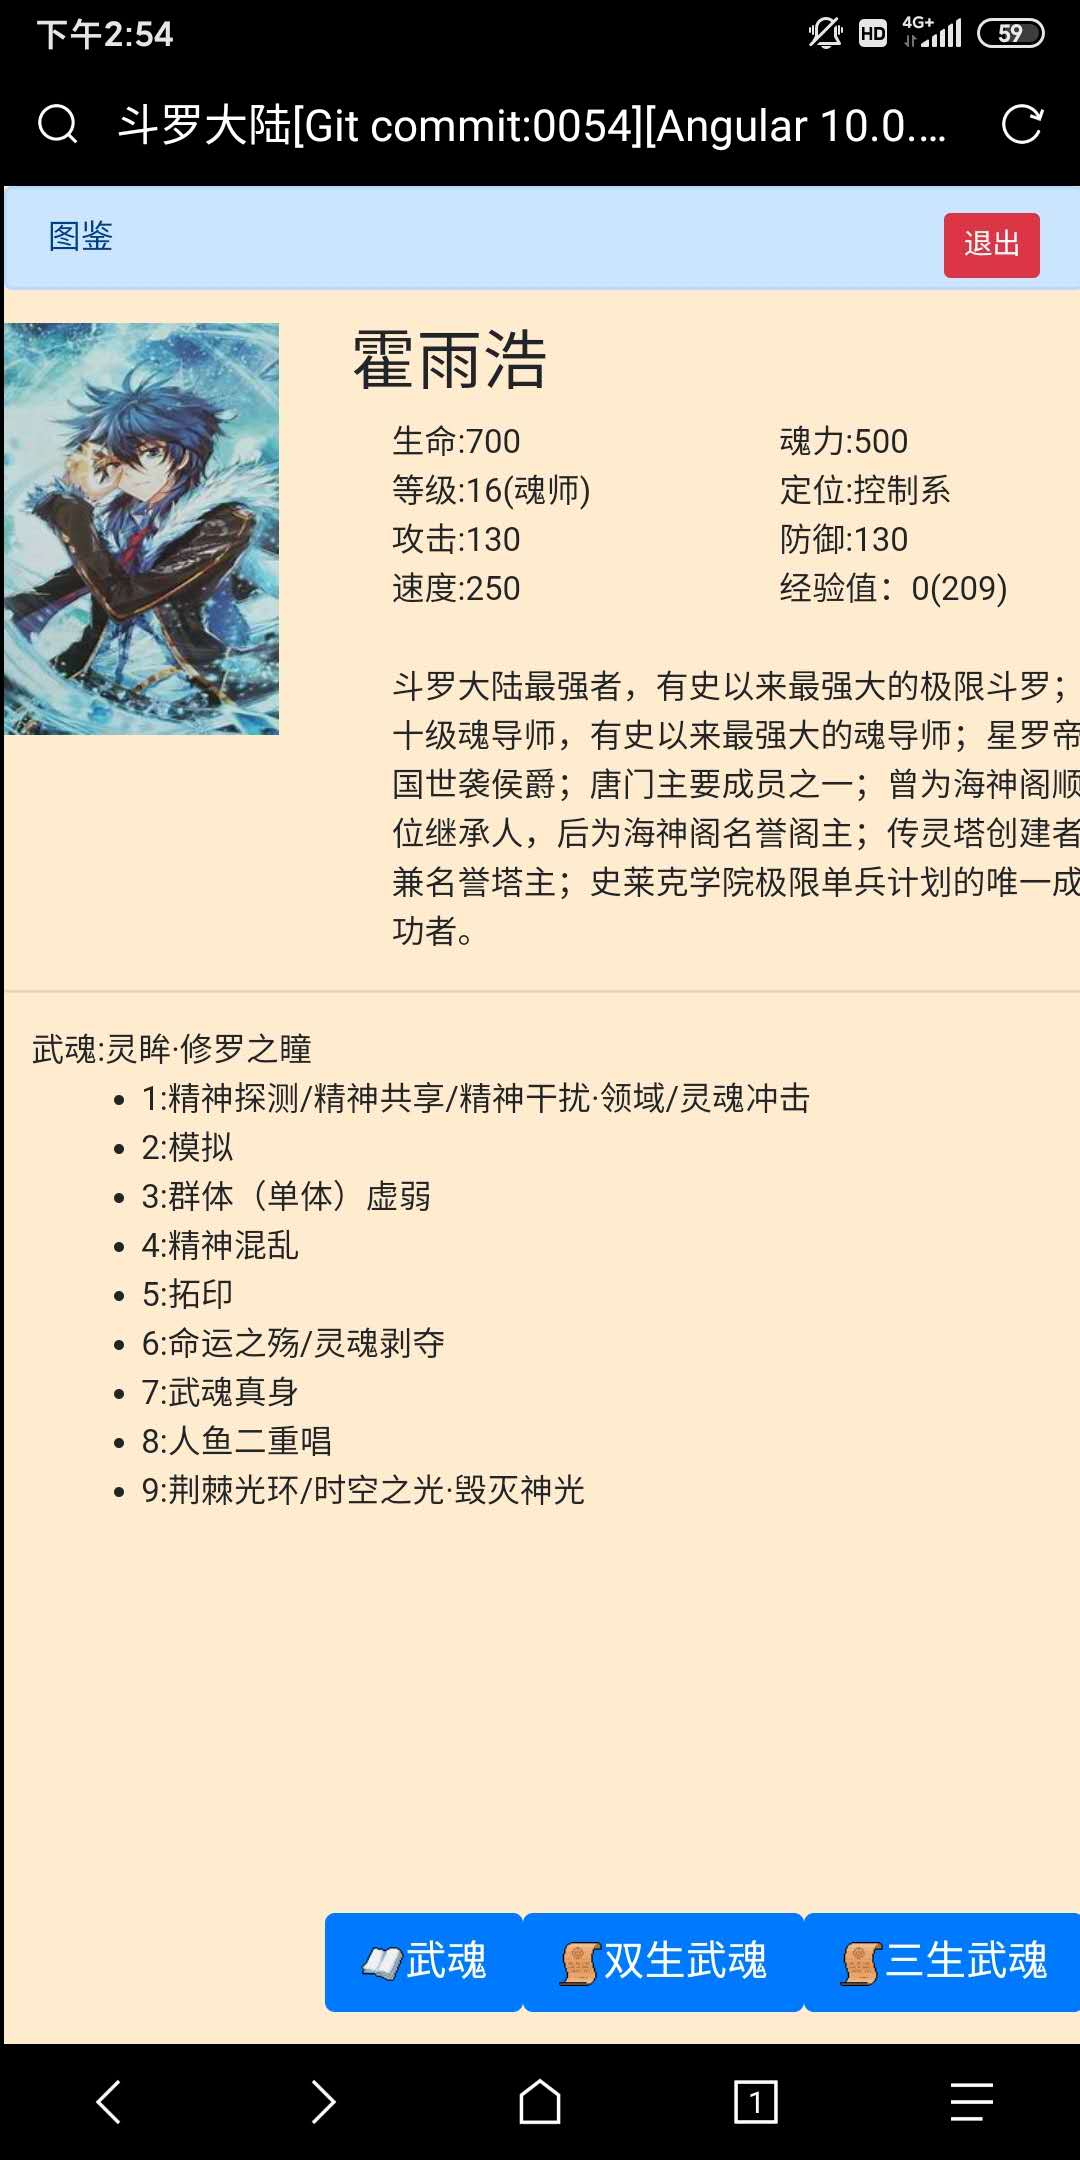 下午2:54
HD
4G+
59
斗罗大陆[Git commit:0054][Angular 10.0....
图鉴
退出
霍雨浩
生命:700 魂力:500
等级:16(魂师) 定位:控制系
攻击:130 防御:130
速度:250 经验值：0(209)
斗罗大陆最强者，有史以来最强大的极限斗罗；
十级魂导师，有史以来最强大的魂导师；星罗帝
国世袭侯爵；唐门主要成员之一；曾为海神阁顺
位继承人，后为海神阁名誉阁主；传灵塔创建者
兼名誉塔主；史莱克学院极限单兵计划的唯一成
功者。
武魂:灵眸·修罗之瞳
1:精神探测/精神共享/精神干扰·领域/灵魂冲击
2:模拟
3:群体（单体）虚弱
4:精神混乱
5:拓印
6:命运之殇/灵魂剥夺
7:武魂真身
8:人鱼二重唱
9:荆棘光环/时空之光·毁灭神光
武魂
双生武魂
三生武魂
1